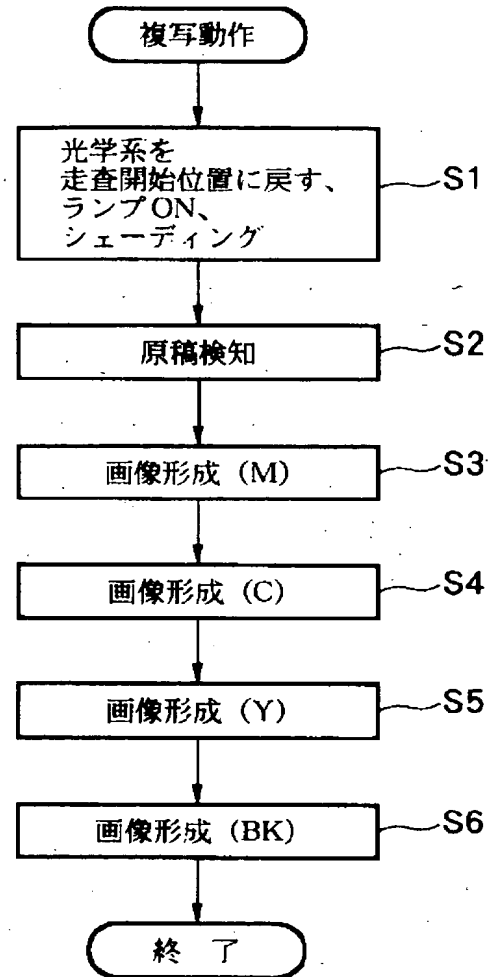 複写動作
光学系を
走査開始位置に戻す、
ランプON、
シェーディング
S1
原稿検知
S2
画像形成(M)
S3
画像形成(C)
S4
画像形成(Y)
S5
画像形成(BK)
S6
終 了